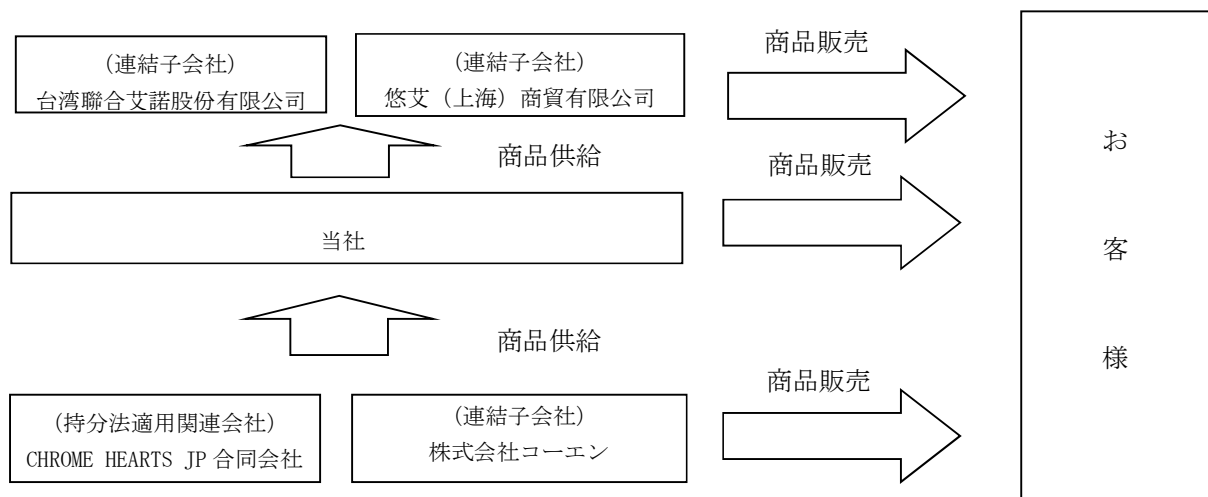 (連結子会社)
台湾聯合艾諾股份有限公司
(連結子会社)
悠艾（上海）商貿有限公司
商品販売
商品供給
当社
商品販売
商品供給
(持分法適用関連会社)
CHROME HEARTS JP 合同会社
(連結子会社)
株式会社コーエン
商品販売
お
客
様